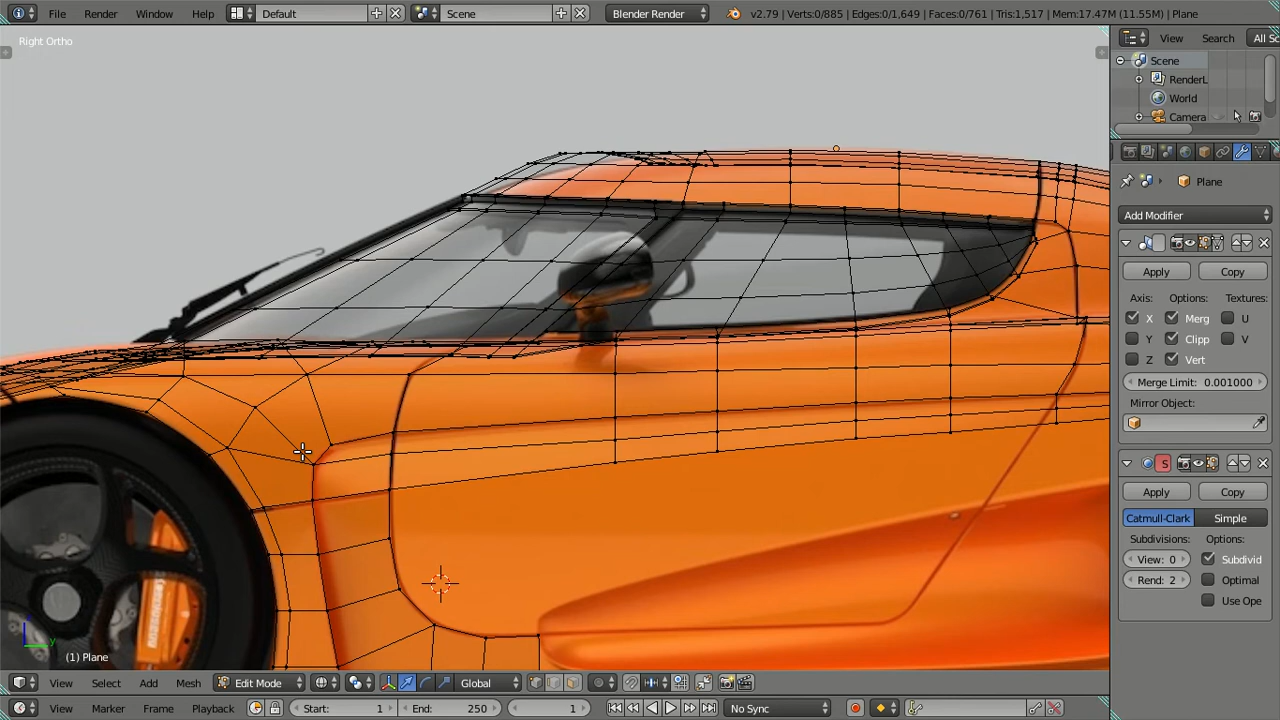 File Render Window Help Default Scene Blender Render v2.79 | Verts:0/885 | Edges:0/1,649 | Faces:0/761 | Tris:1,517 | Mem:17.47M (11.55M) | Plane
Right Ortho
View Search All Sc
Scene
RenderL
World
Camera
Plane
Add Modifier
Apply Copy
Axis: Options: Textures:
X Merg U
Y Clipp V
Z Vert
Merge Limit: 0.001000
Mirror Object:
S
Apply Copy
Catmull-Clark Simple
Subdivisions: Options:
View: 0 Subdivid
Rend: 2 Optimal
Use Ope
(1) Plane
View Select Add Mesh Edit Mode Global
View Marker Frame Playback Start: 1 End: 250 1 No Sync